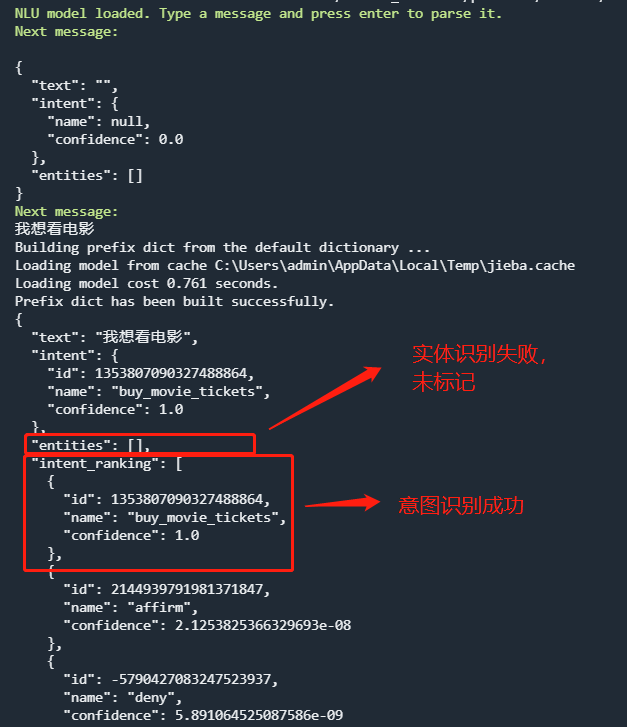 NLU model loaded. Type a message and press enter to parse it.
Next message:
{
"text": "",
"intent": {
"name": null,
"confidence": 0.0
},
"entities": []
}
Next message:
我想看电影
Building prefix dict from the default dictionary ...
Loading model from cache C:\Users\admin\AppData\Local\Temp\jieba.cache
Loading model cost 0.761 seconds.
Prefix dict has been built successfully.
{
"text": "我想看电影",
"intent": {
"id": 1353807090327488864,
"name": "buy_movie_tickets",
"confidence": 1.0
},
"entities": [],
"intent_ranking": [
{
"id": 1353807090327488864,
"name": "buy_movie_tickets",
"confidence": 1.0
},
{
"id": 2144939791981371847,
"name": "affirm",
"confidence": 2.1253825366329693e-08
},
{
"id": -5790427083247523937,
"name": "deny",
"confidence": 5.891064525087586e-09
实体识别失败，
未标记
意图识别成功